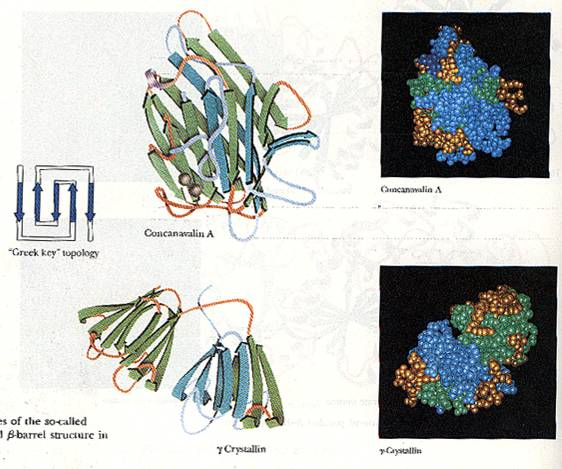 Concanavalin A
Concanavalin A
"Greek key" topology
es of the so-called
β-barrel structure in
γ Crystallin
γ-Crystallin